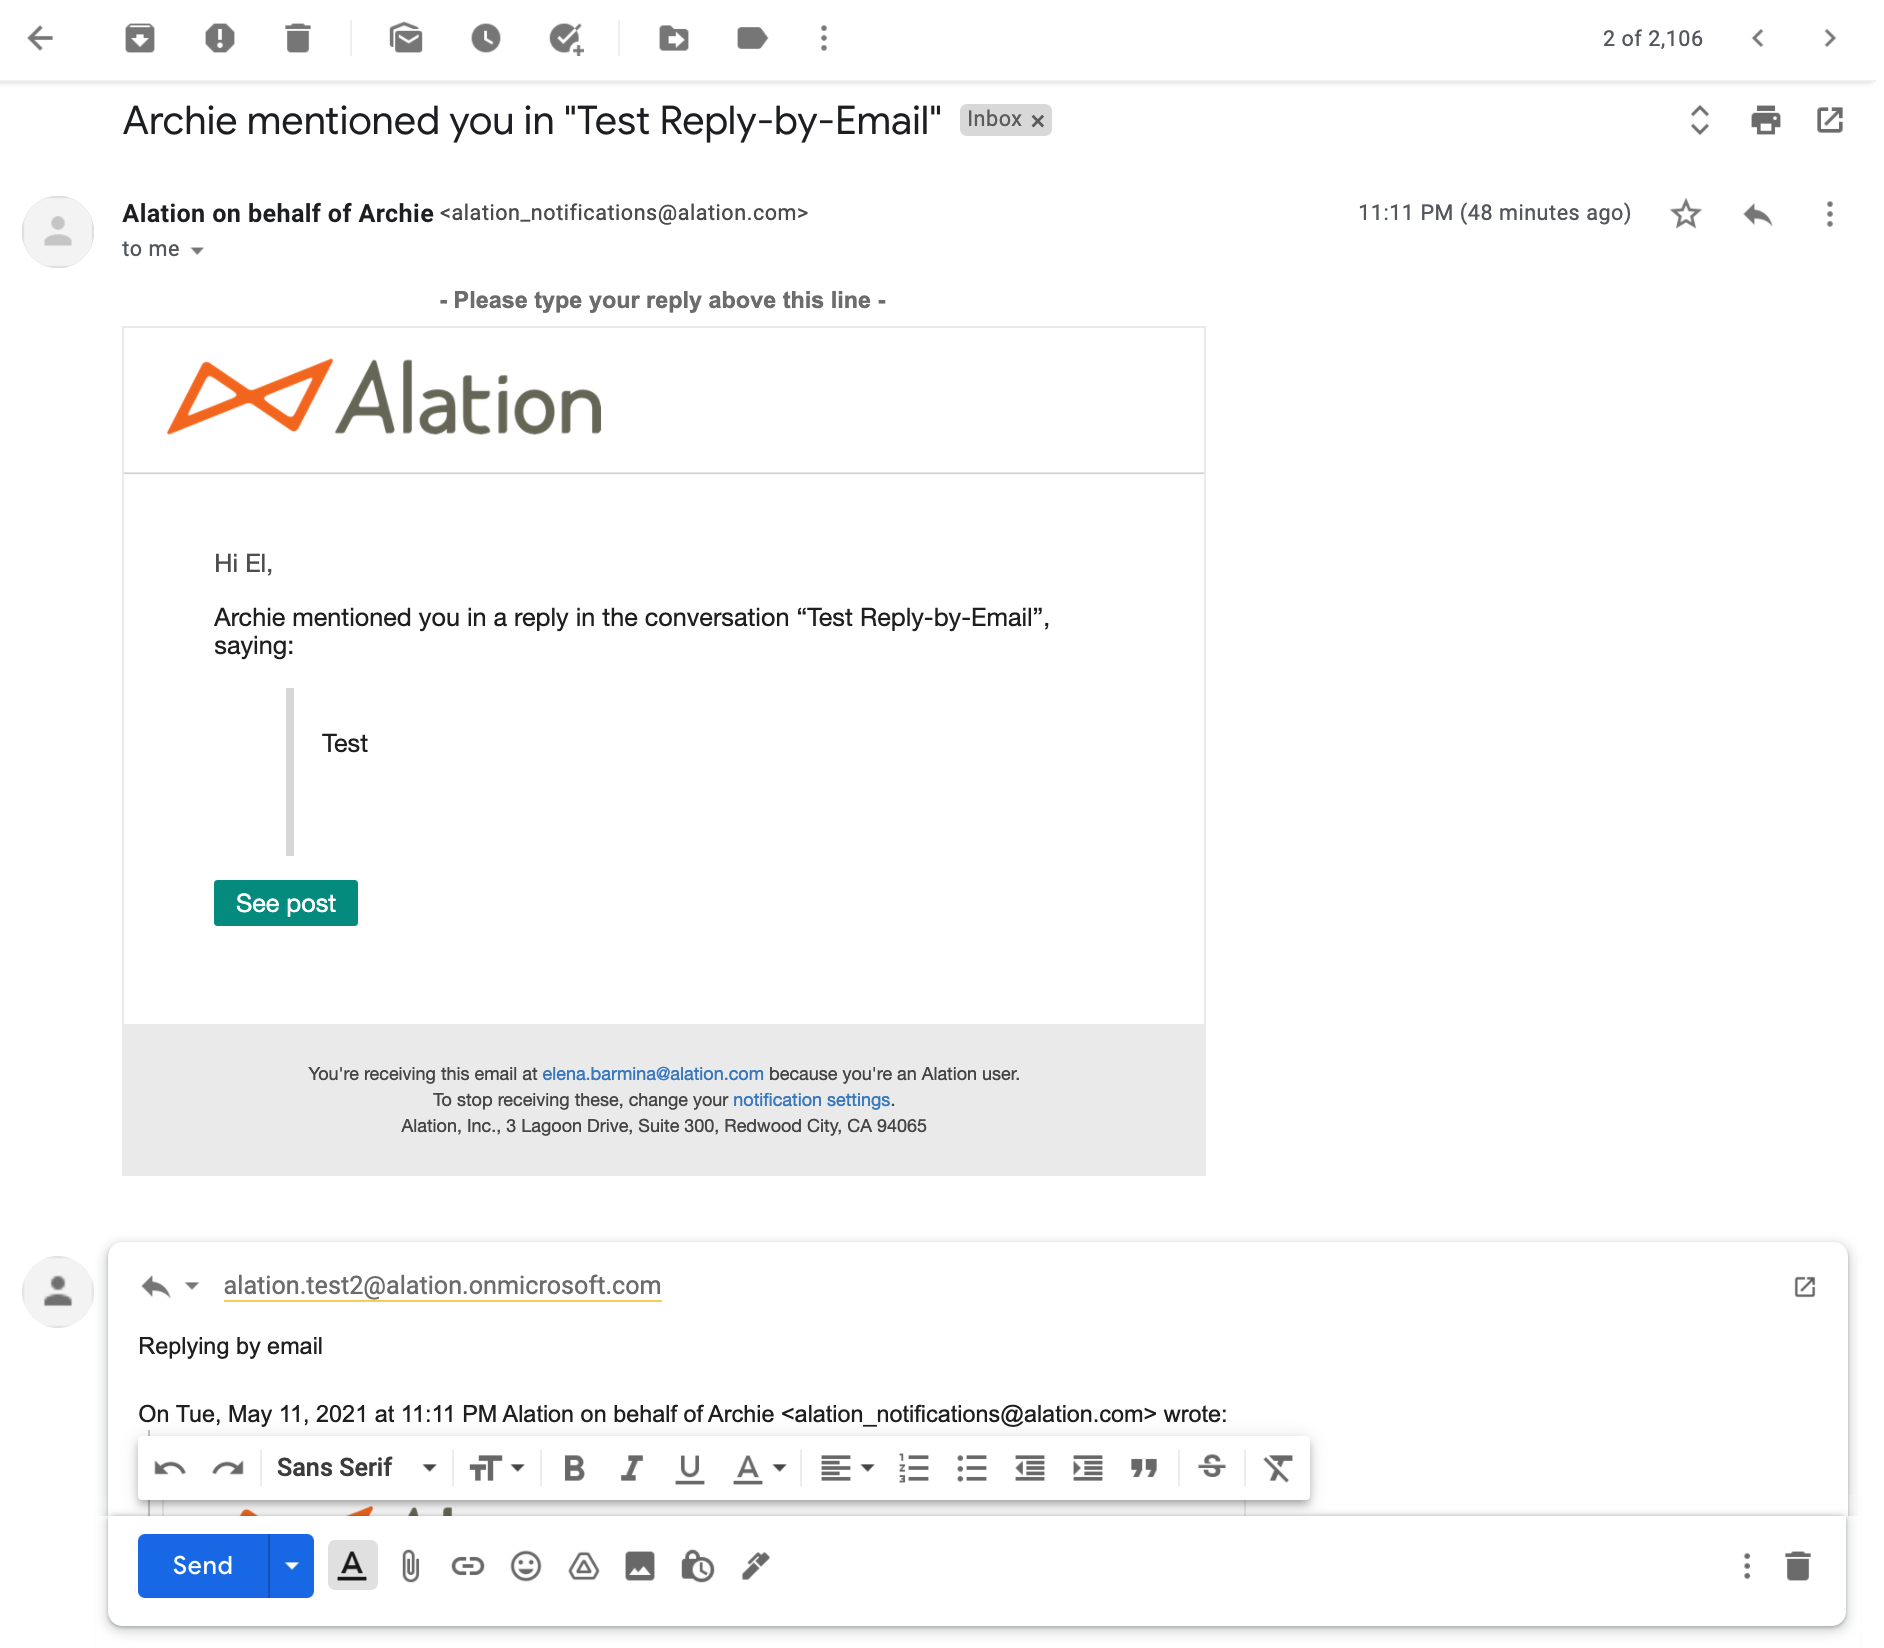 2 of 2,106
Archie mentioned you in "Test Reply-by-Email" Inbox x
Alation on behalf of Archie <alation_notifications@alation.com> 11:11 PM (48 minutes ago)
to me
- Please type your reply above this line -
Alation
Hi El,
Archie mentioned you in a reply in the conversation “Test Reply-by-Email”,
saying:
Test
See post
You're receiving this email at elena.barmina@alation.com because you're an Alation user.
To stop receiving these, change your notification settings.
Alation, Inc., 3 Lagoon Drive, Suite 300, Redwood City, CA 94065
alation.test2@alation.onmicrosoft.com
Replying by email
On Tue, May 11, 2021 at 11:11 PM Alation on behalf of Archie <alation_notifications@alation.com> wrote:
Sans Serif
Send